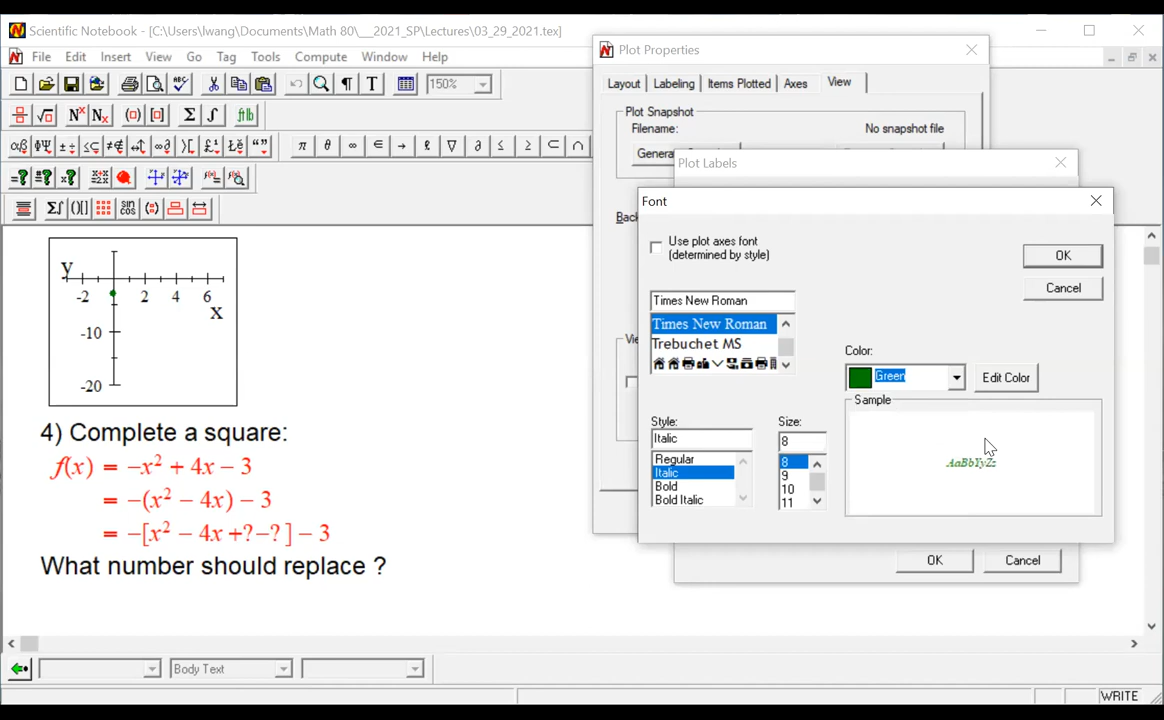 Scientific Notebook - [C:\Users\lwang\Documents\Math 80\__2021_SP\Lectures\03_29_2021.tex]
File Edit Insert View Go Tag Tools Compute Window Help
150%
Plot Properties
Layout Labeling Items Plotted Axes View
Plot Snapshot
Filename: No snapshot file
Plot Labels
Font
Use plot axes font
(determined by style)
OK
Cancel
Times New Roman
Times New Roman
Trebuchet MS
Color:
Green
Edit Color
Sample
AaBbYyZz
Style:
Italic
Regular
Italic
Bold
Bold Italic
Size:
8
8
9
10
11
OK Cancel
y
-2 2 4 6
x
-10
-20
4) Complete a square:
f(x) = −x² + 4x − 3
= −(x² − 4x) − 3
= −[x² − 4x +?−? ] − 3
What number should replace ?
Body Text
WRITE